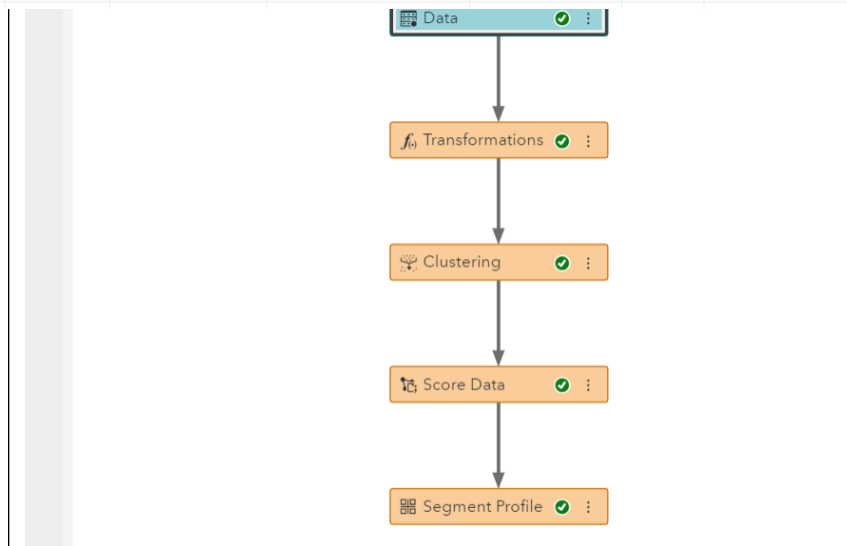 Data
Transformations
Clustering
Score Data
Segment Profile